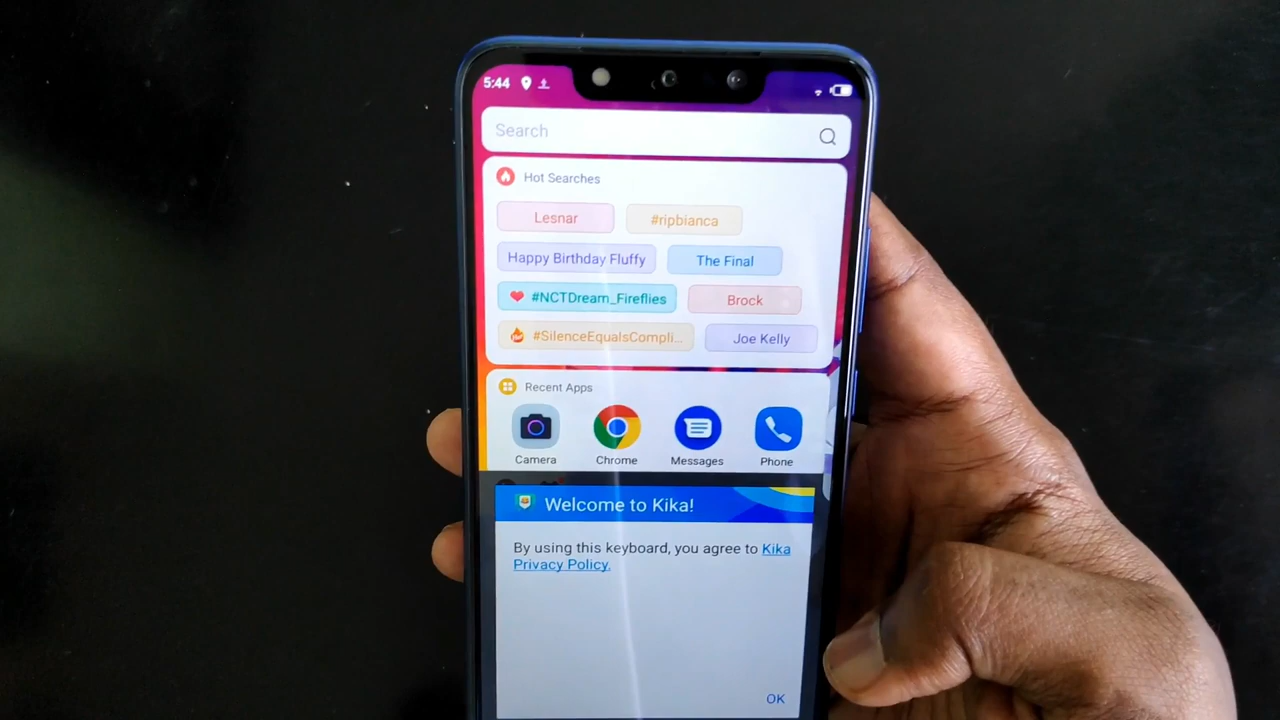 5:44
Search
Hot Searches
Lesnar #ripbianca
Happy Birthday Fluffy The Final
#NCTDream_Fireflies Brock
#SilenceEqualsCompli... Joe Kelly
Recent Apps
Camera Chrome Messages Phone
Welcome to Kika!
By using this keyboard, you agree to Kika
Privacy Policy.
OK